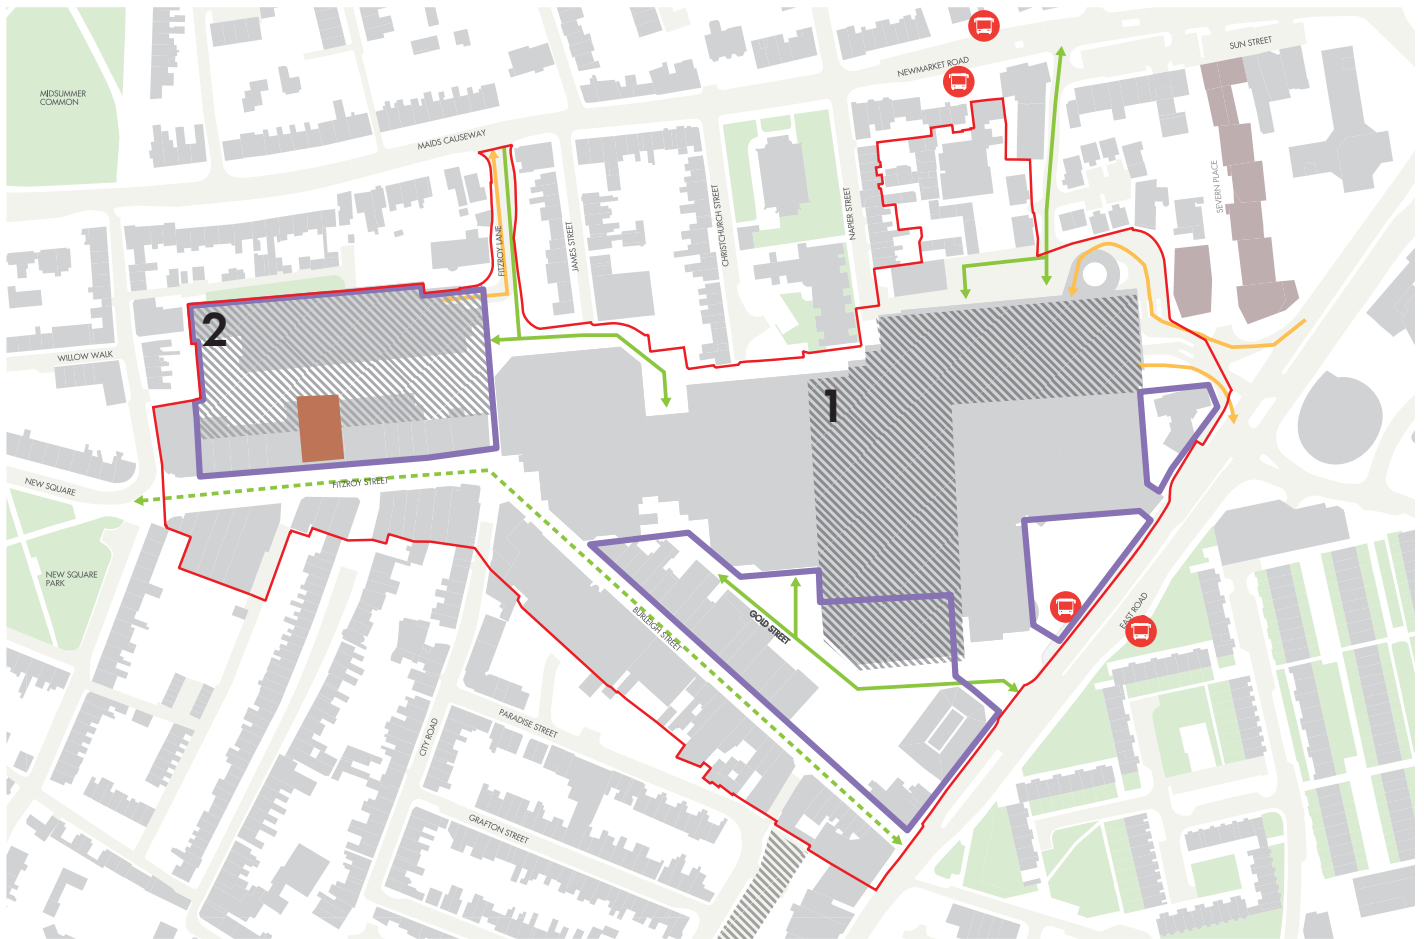 SUN STREET
NEWMARKET ROAD
MIDSUMMER
COMMON
MAIDS CAUSEWAY
SEVERN PLACE
CHRISTCHURCH STREET
NAPIER STREET
JAMES STREET
FITZROY LANE
2
WILLOW WALK
1
NEW SQUARE
FITZROY STREET
NEW SQUARE
PARK
GOLD STREET
BURLEIGH STREET
EAST ROAD
PARADISE STREET
CITY ROAD
GRAFTON STREET